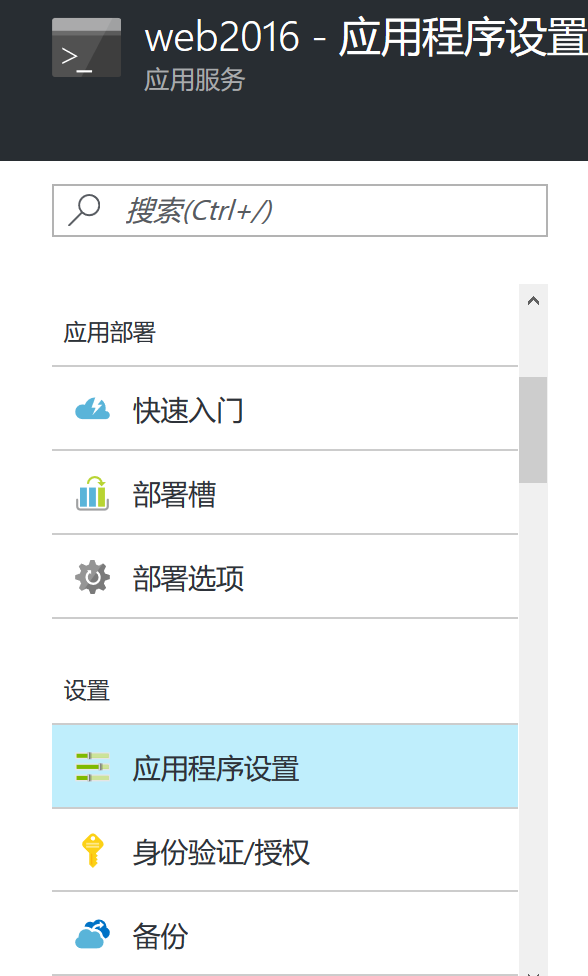 web2016 - 应用程序设置
应用服务
搜索(Ctrl+/)
应用部署
快速入门
部署槽
部署选项
设置
应用程序设置
身份验证/授权
备份